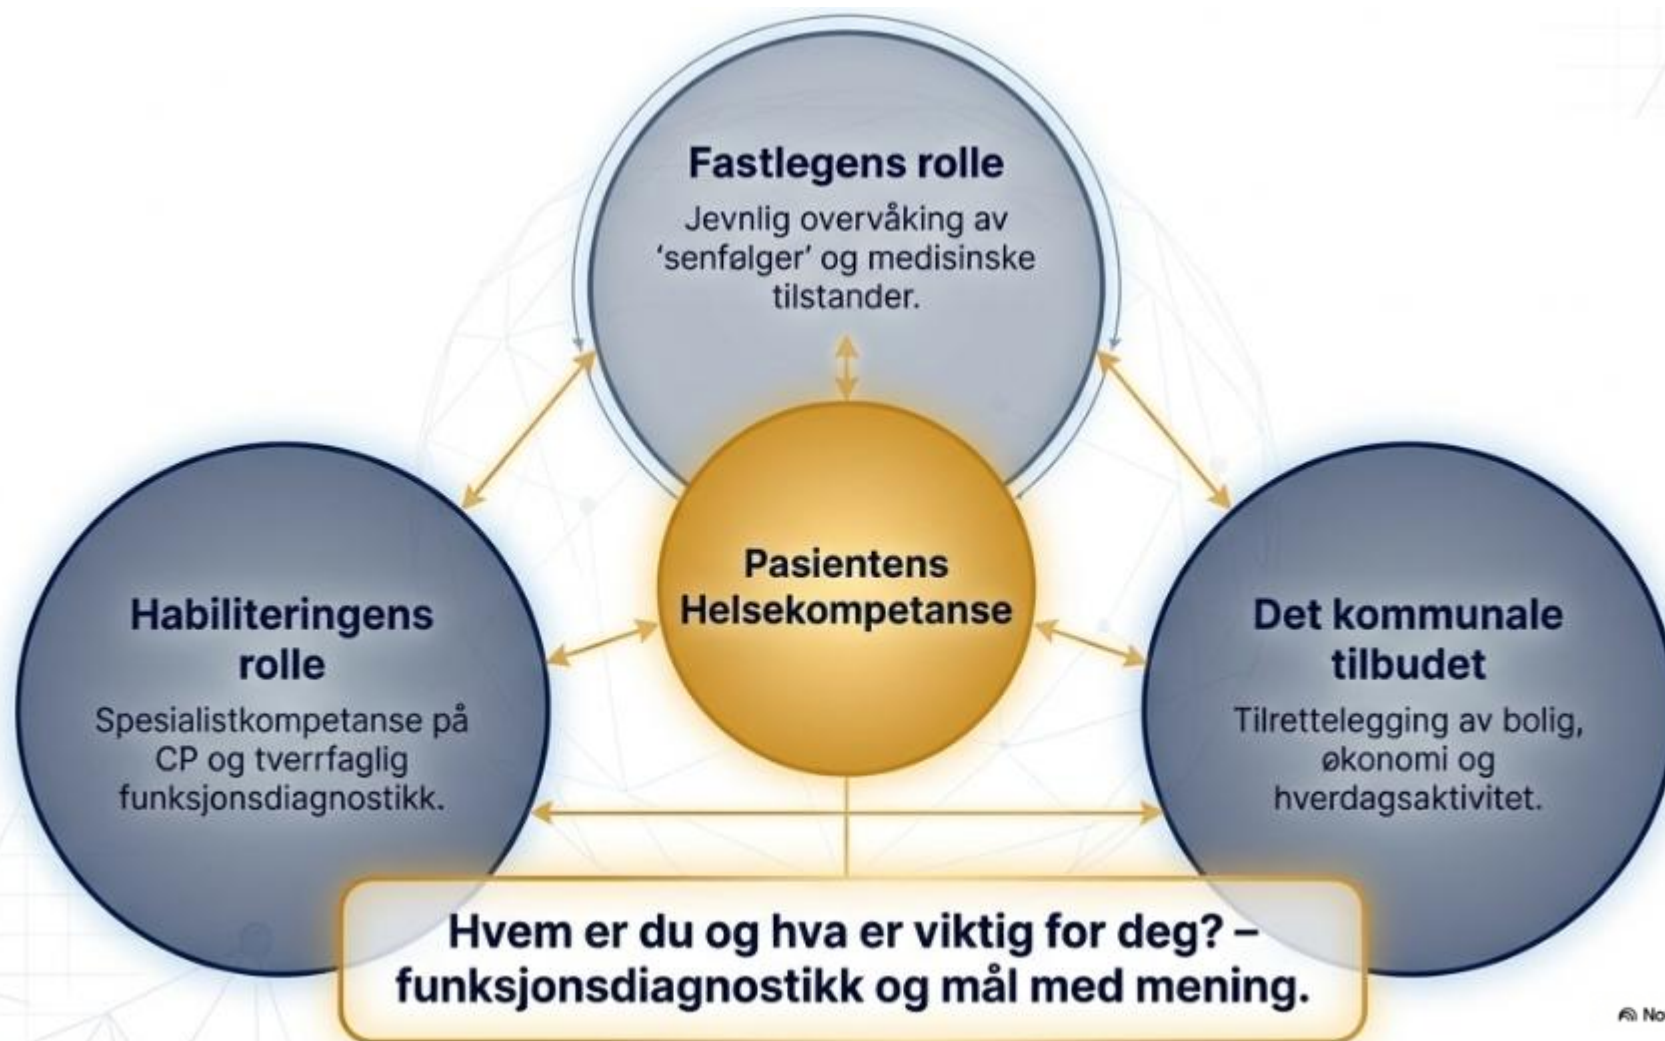 Fastlegens rolle
Jevnlig overvåking av
‘senfølger’ og medisinske
tilstander.
Pasientens
Helsekompetanse
Habiliteringens
rolle
Spesialistkompetanse på
CP og tverrfaglig
funksjonsdiagnostikk.
Det kommunale
tilbudet
Tilrettelegging av bolig,
økonomi og
hverdagsaktivitet.
Hvem er du og hva er viktig for deg? –
funksjonsdiagnostikk og mål med mening.
No